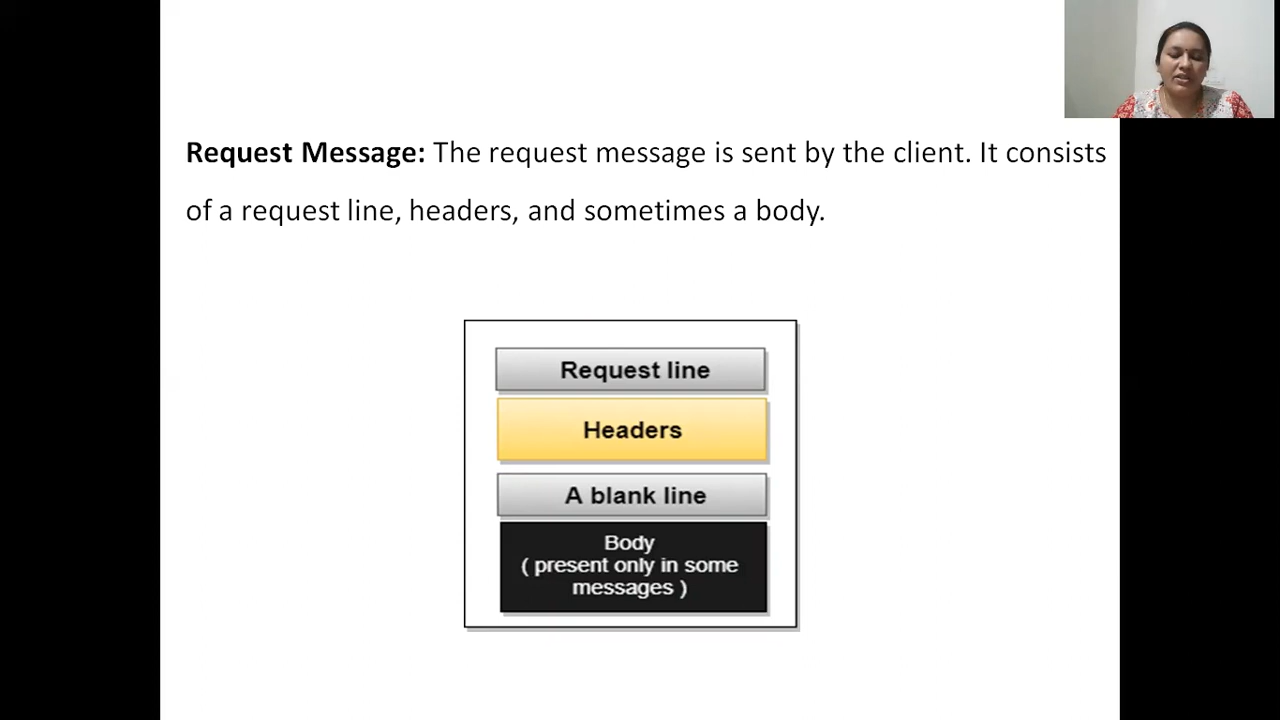 Request Message: The request message is sent by the client. It consists
of a request line, headers, and sometimes a body.
Request line
Headers
A blank line
Body
( present only in some
messages )